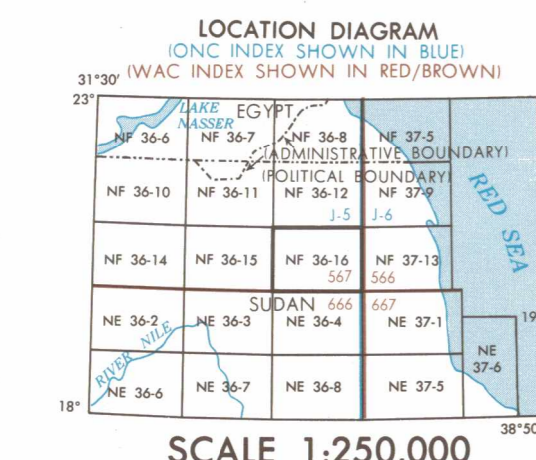 LOCATION DIAGRAM
(ONC INDEX SHOWN IN BLUE)
(WAC INDEX SHOWN IN RED/BROWN)
31°30'
23°
LAKE NASSER
EGYPT
NF 36-6 NF 36-7 NF 36-8 NF 37-5
(ADMINISTRATIVE BOUNDARY)
(POLITICAL BOUNDARY)
NF 36-10 NF 36-11 NF 36-12 NF 37-9
J-5 J-6
RED SEA
NF 36-14 NF 36-15 NF 36-16 NF 37-13
567 566
SUDAN 666 667
NE 36-2 NE 36-3 NE 36-4 NE 37-1
19
RIVER NILE
NE 37-6
NE 36-6 NE 36-7 NE 36-8 NE 37-5
18°
38°50
SCALE 1:250,000